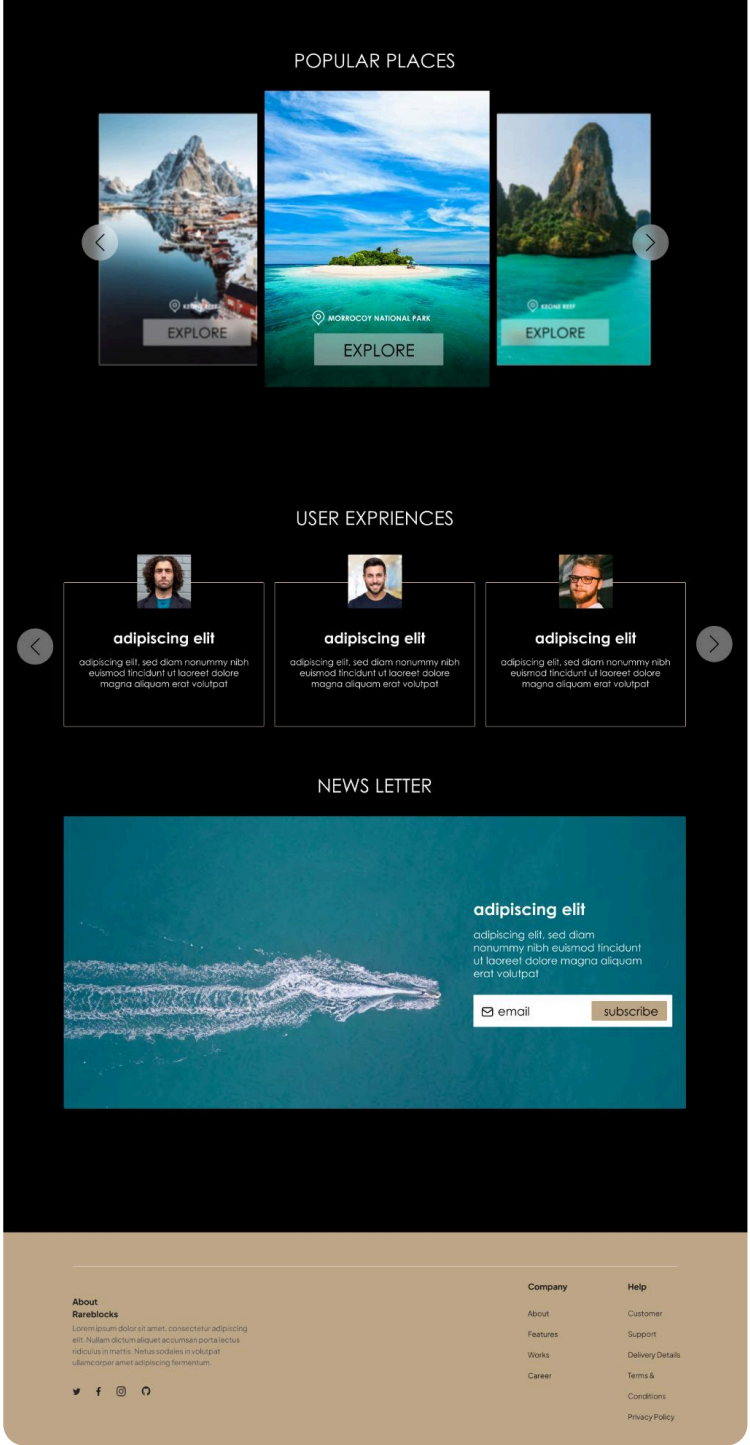 POPULAR PLACES
KEONE REEF
EXPLORE
MORROCOY NATIONAL PARK
EXPLORE
KEONE REEF
EXPLORE
USER EXPRIENCES
adipiscing elit
adipiscing elit, sed diam nonummy nibh
euismod tincidunt ut laoreet dolore
magna aliquam erat volutpat
adipiscing elit
adipiscing elit, sed diam nonummy nibh
euismod tincidunt ut laoreet dolore
magna aliquam erat volutpat
adipiscing elit
adipiscing elit, sed diam nonummy nibh
euismod tincidunt ut laoreet dolore
magna aliquam erat volutpat
NEWS LETTER
adipiscing elit
adipiscing elit, sed diam
nonummy nibh euismod tincidunt
ut laoreet dolore magna aliquam
erat volutpat
email
subscribe
About
Rareblocks
Lorem ipsum dolor sit amet, consectetur adipiscing
elit. Nullam dictum aliquet accumsan porta lectus
ridiculus in mattis. Netus sodales in volutpat
ullamcorper amet adipiscing fermentum.
Company
About
Features
Works
Career
Help
Customer
Support
Delivery Details
Terms &
Conditions
Privacy Policy